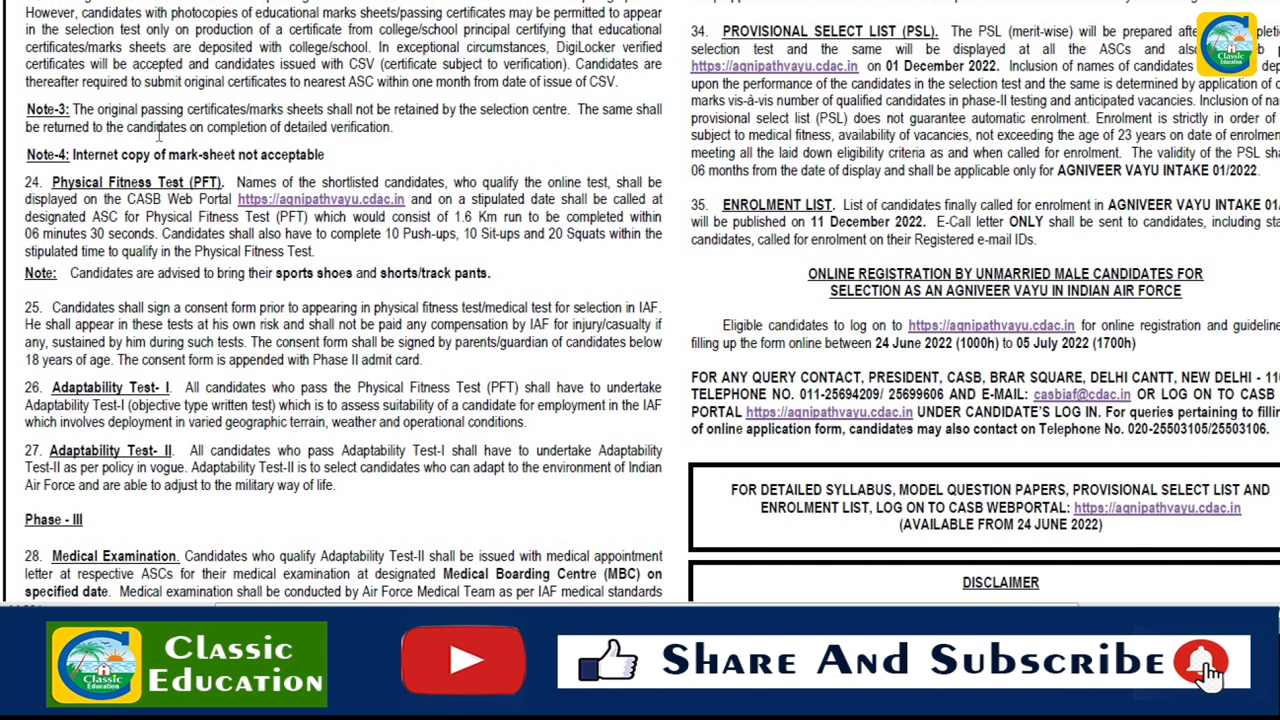 However, candidates with photocopies of educational marks sheets/passing certificates may be permitted to appear
in the selection test only on production of a certificate from college/school principal certifying that educational
certificates/marks sheets are deposited with college/school. In exceptional circumstances, DigiLocker verified
certificates will be accepted and candidates issued with CSV (certificate subject to verification). Candidates are
thereafter required to submit original certificates to nearest ASC within one month from date of issue of CSV.
Note-3: The original passing certificates/marks sheets shall not be retained by the selection centre. The same shall
be returned to the candidates on completion of detailed verification.
Note-4: Internet copy of mark-sheet not acceptable
24. Physical Fitness Test (PFT). Names of the shortlisted candidates, who qualify the online test, shall be
displayed on the CASB Web Portal https://agnipathvayu.cdac.in and on a stipulated date shall be called at
designated ASC for Physical Fitness Test (PFT) which would consist of 1.6 Km run to be completed within
06 minutes 30 seconds. Candidates shall also have to complete 10 Push-ups, 10 Sit-ups and 20 Squats within the
stipulated time to qualify in the Physical Fitness Test.
Note: Candidates are advised to bring their sports shoes and shorts/track pants.
25. Candidates shall sign a consent form prior to appearing in physical fitness test/medical test for selection in IAF.
He shall appear in these tests at his own risk and shall not be paid any compensation by IAF for injury/casualty if
any, sustained by him during such tests. The consent form shall be signed by parents/guardian of candidates below
18 years of age. The consent form is appended with Phase II admit card.
26. Adaptability Test- I. All candidates who pass the Physical Fitness Test (PFT) shall have to undertake
Adaptability Test-I (objective type written test) which is to assess suitability of a candidate for employment in the IAF
which involves deployment in varied geographic terrain, weather and operational conditions.
27. Adaptability Test- II. All candidates who pass Adaptability Test-I shall have to undertake Adaptability
Test-II as per policy in vogue. Adaptability Test-II is to select candidates who can adapt to the environment of Indian
Air Force and are able to adjust to the military way of life.
Phase - III
28. Medical Examination. Candidates who qualify Adaptability Test-II shall be issued with medical appointment
letter at respective ASCs for their medical examination at designated Medical Boarding Centre (MBC) on
specified date. Medical examination shall be conducted by Air Force Medical Team as per IAF medical standards
34. PROVISIONAL SELECT LIST (PSL). The PSL (merit-wise) will be prepared
selection test and the same will be displayed at all the ASCs and
https://agnipathvayu.cdac.in on 01 December 2022. Inclusion of names of candidates
upon the performance of the candidates in the selection test and the same is determined by application of
marks vis-à-vis number of qualified candidates in phase-II testing and anticipated vacancies. Inclusion of
provisional select list (PSL) does not guarantee automatic enrolment. Enrolment is strictly in order of
subject to medical fitness, availability of vacancies, not exceeding the age of 23 years on date of
meeting all the laid down eligibility criteria as and when called for enrolment. The validity of the PSL
06 months from the date of display and shall be applicable only for AGNIVEER VAYU INTAKE 01/2022.
35. ENROLMENT LIST. List of candidates finally called for enrolment in AGNIVEER VAYU INTAKE
will be published on 11 December 2022. E-Call letter ONLY shall be sent to candidates, including
candidates, called for enrolment on their Registered e-mail IDs.
ONLINE REGISTRATION BY UNMARRIED MALE CANDIDATES FOR
SELECTION AS AN AGNIVEER VAYU IN INDIAN AIR FORCE
Eligible candidates to log on to https://agnipathvayu.cdac.in for online registration and
filling up the form online between 24 June 2022 (1000h) to 05 July 2022 (1700h)
FOR ANY QUERY CONTACT, PRESIDENT, CASB, BRAR SQUARE, DELHI CANTT, NEW DELHI -
TELEPHONE NO. 011-25694209/ 25699606 AND E-MAIL: casbiaf@cdac.in OR LOG ON TO CASB
PORTAL https://agnipathvayu.cdac.in UNDER CANDIDATE'S LOG IN. For queries pertaining to
of online application form, candidates may also contact on Telephone No. 020-25503105/25503106.
FOR DETAILED SYLLABUS, MODEL QUESTION PAPERS, PROVISIONAL SELECT LIST AND
ENROLMENT LIST, LOG ON TO CASB WEBPORTAL: https://agnipathvayu.cdac.in
(AVAILABLE FROM 24 JUNE 2022)
DISCLAIMER
Classic
Education
Classic
Education
Classic
Education
Share And Subscribe